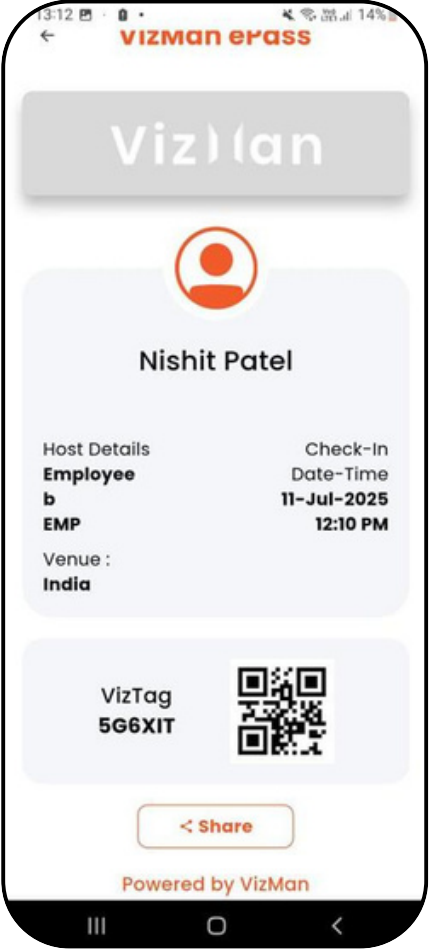 13:12
14%
VizMan ePass
VizMan
Nishit Patel
Host Details
Employee
b
EMP
Check-In
Date-Time
11-Jul-2025
12:10 PM
Venue :
India
VizTag
5G6XIT
Share
Powered by VizMan